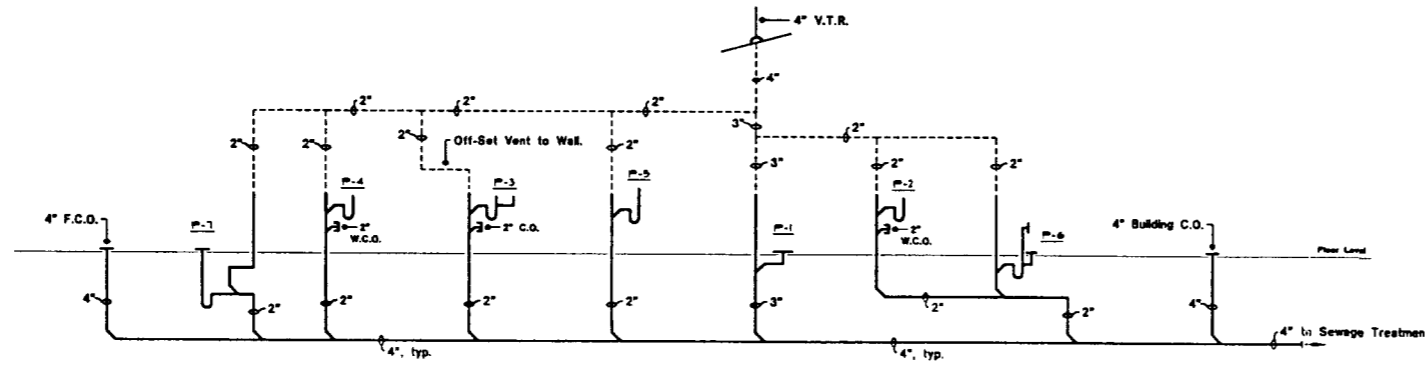 4" V.T.R.
4"
2"
2"
2"
3"
2"
2"
2"
2"
Off-Set Vent to Wall.
2"
3"
2"
2"
P-4
P-3
P-5
P-2
4" F.C.O.
P-7
2"
W.C.O.
2"
C.O.
P-1
2"
W.C.O.
P-6
4" Building C.O.
Floor Level
4"
2"
2"
2"
2"
3"
2"
2"
4"
4", typ.
4", typ.
4" to Sewage Treatmen